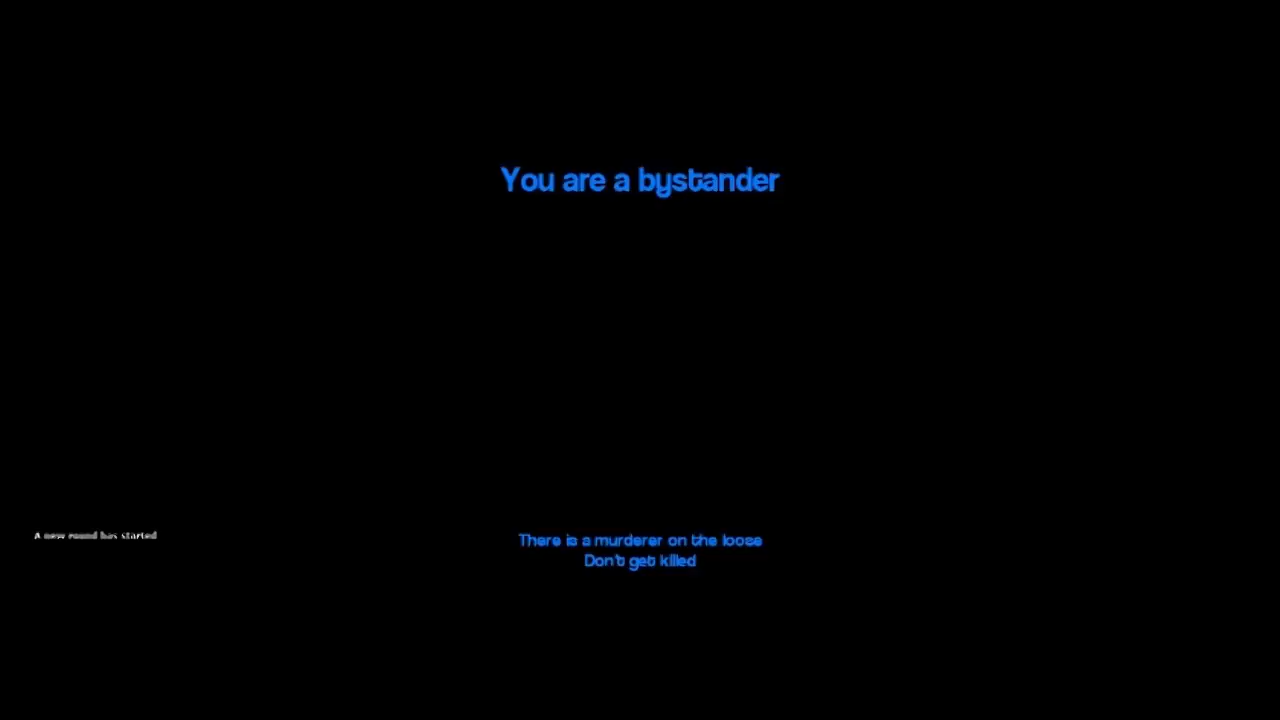 You are a bystander
A new round has started
There is a murderer on the loose
Don't get killed